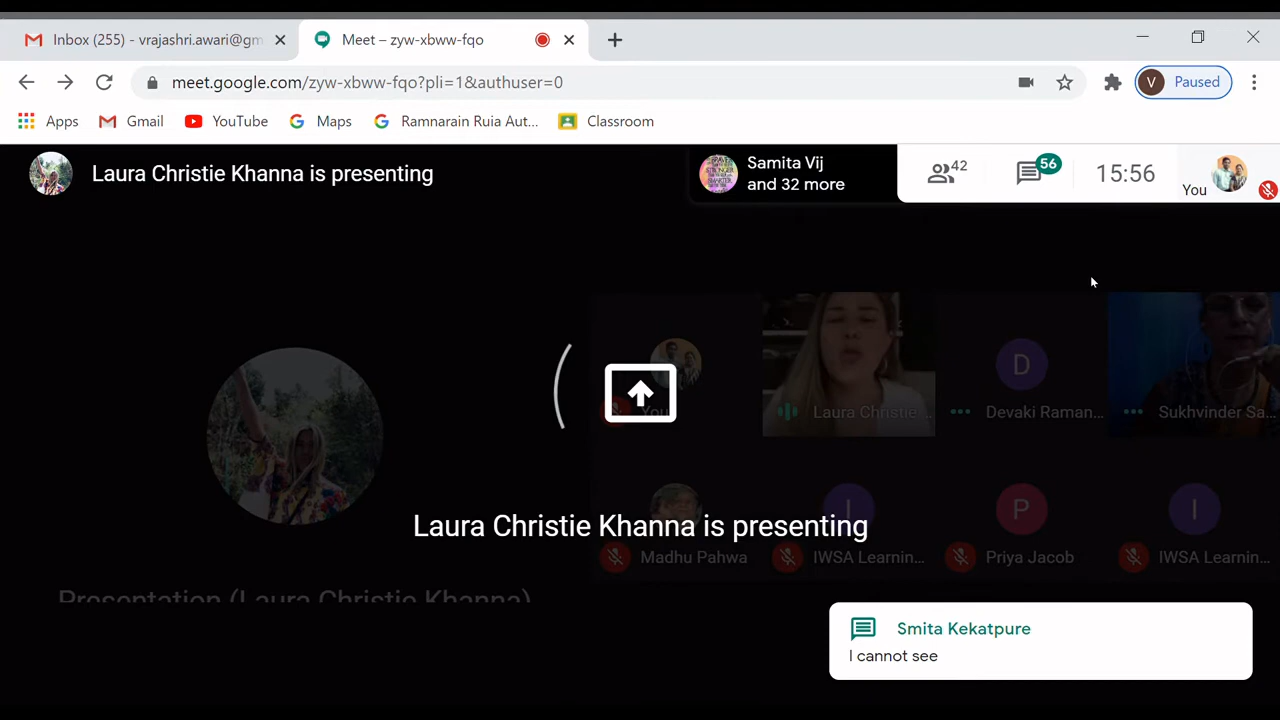 Inbox (255) - vrajashri.awari@gm
Meet – zyw-xbww-fqo
meet.google.com/zyw-xbww-fqo?pli=1&authuser=0
V
Paused
Apps
Gmail
YouTube
Maps
Ramnarain Ruia Aut...
Classroom
Laura Christie Khanna is presenting
Samita Vij
and 32 more
42
56
15:56
You
D
You
Laura Christie ...
Devaki Raman...
Sukhvinder Sa...
I
P
I
Laura Christie Khanna is presenting
Madhu Pahwa
IWSA Learnin...
Priya Jacob
IWSA Learnin...
Presentation (Laura Christie Khanna)
Smita Kekatpure
I cannot see